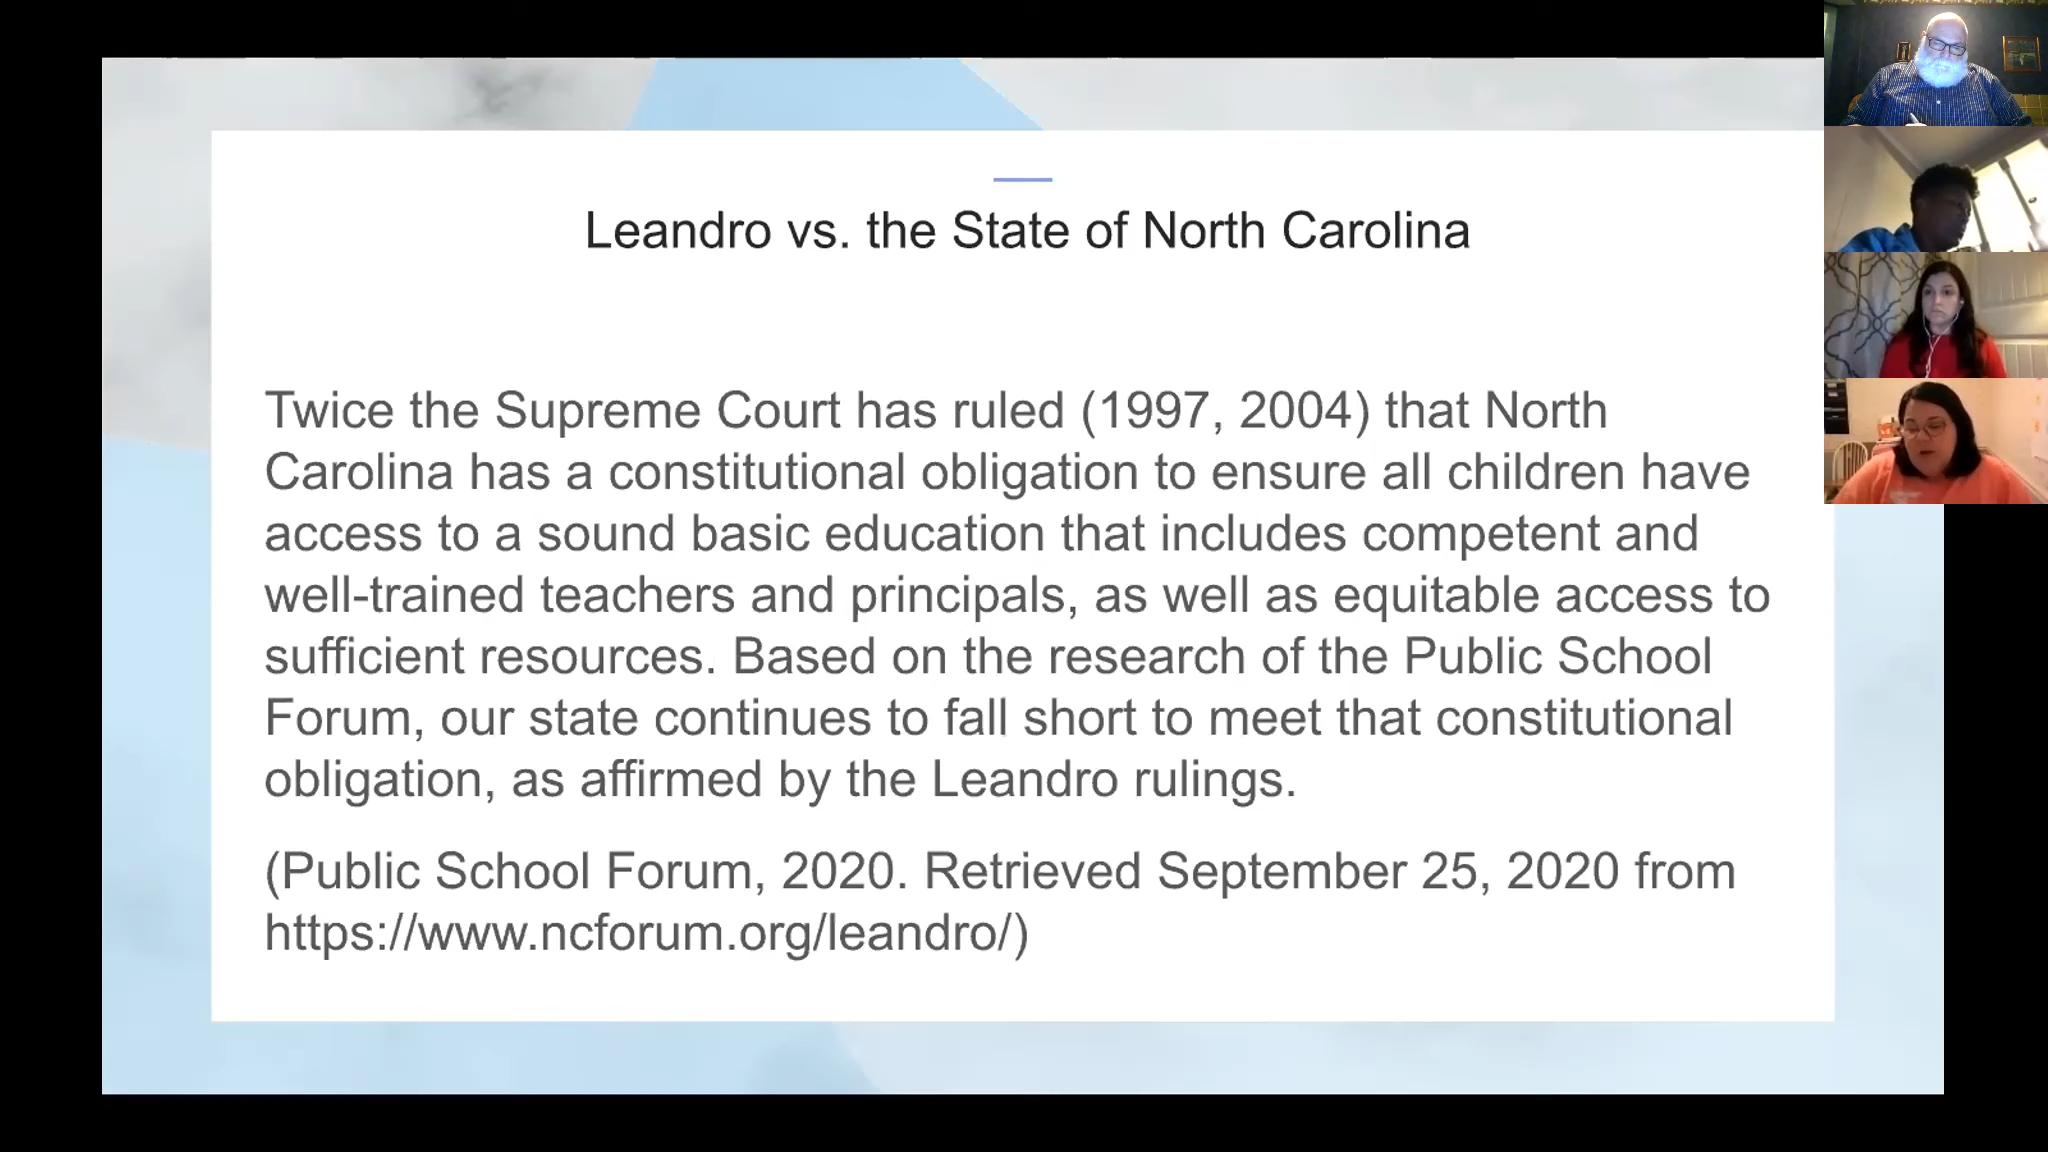 Leandro vs. the State of North Carolina
Twice the Supreme Court has ruled (1997, 2004) that North
Carolina has a constitutional obligation to ensure all children have
access to a sound basic education that includes competent and
well-trained teachers and principals, as well as equitable access to
sufficient resources. Based on the research of the Public School
Forum, our state continues to fall short to meet that constitutional
obligation, as affirmed by the Leandro rulings.
(Public School Forum, 2020. Retrieved September 25, 2020 from
https://www.ncforum.org/leandro/)